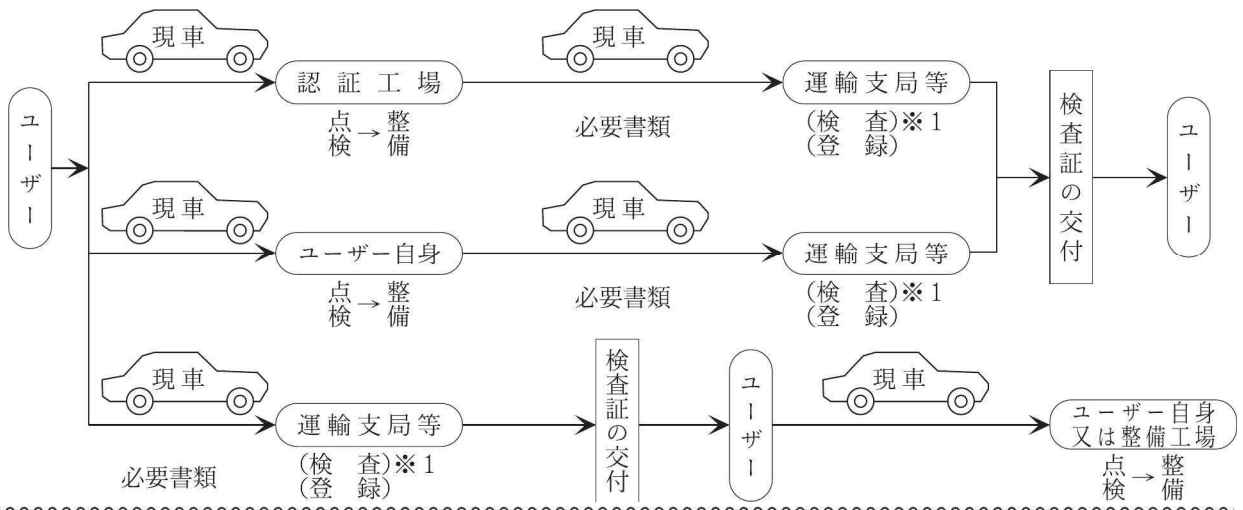 ユーザー
現車
認証工場
点検→整備
現車
必要書類
運輸支局等
(検査)※1
(登録)
現車
ユーザー自身
点検→整備
現車
必要書類
運輸支局等
(検査)※1
(登録)
検査証の交付
ユーザー
現車
必要書類
運輸支局等
(検査)※1
(登録)
検査証の交付
ユーザー
現車
ユーザー自身
又は整備工場
点検→整備